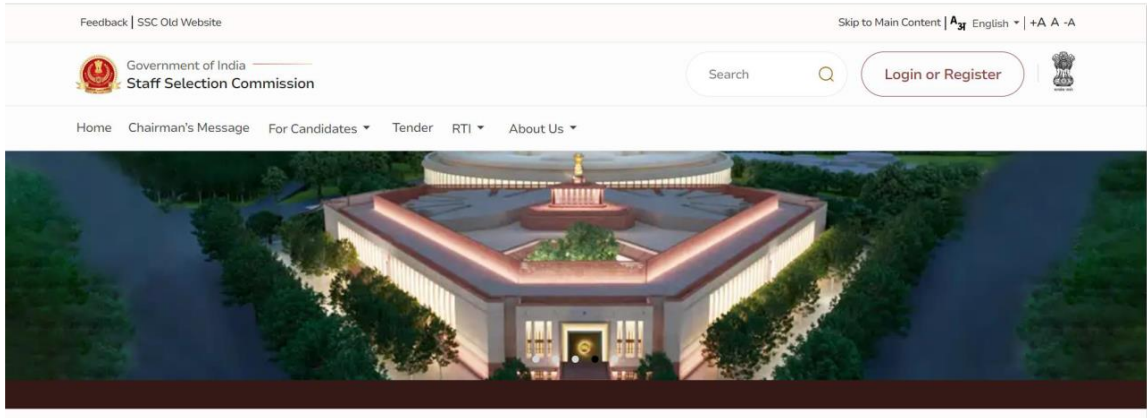 Feedback | SSC Old Website
Skip to Main Content | Aअ English | +A A -A
Government of India
Staff Selection Commission
Search
Login or Register
Home Chairman's Message For Candidates Tender RTI About Us